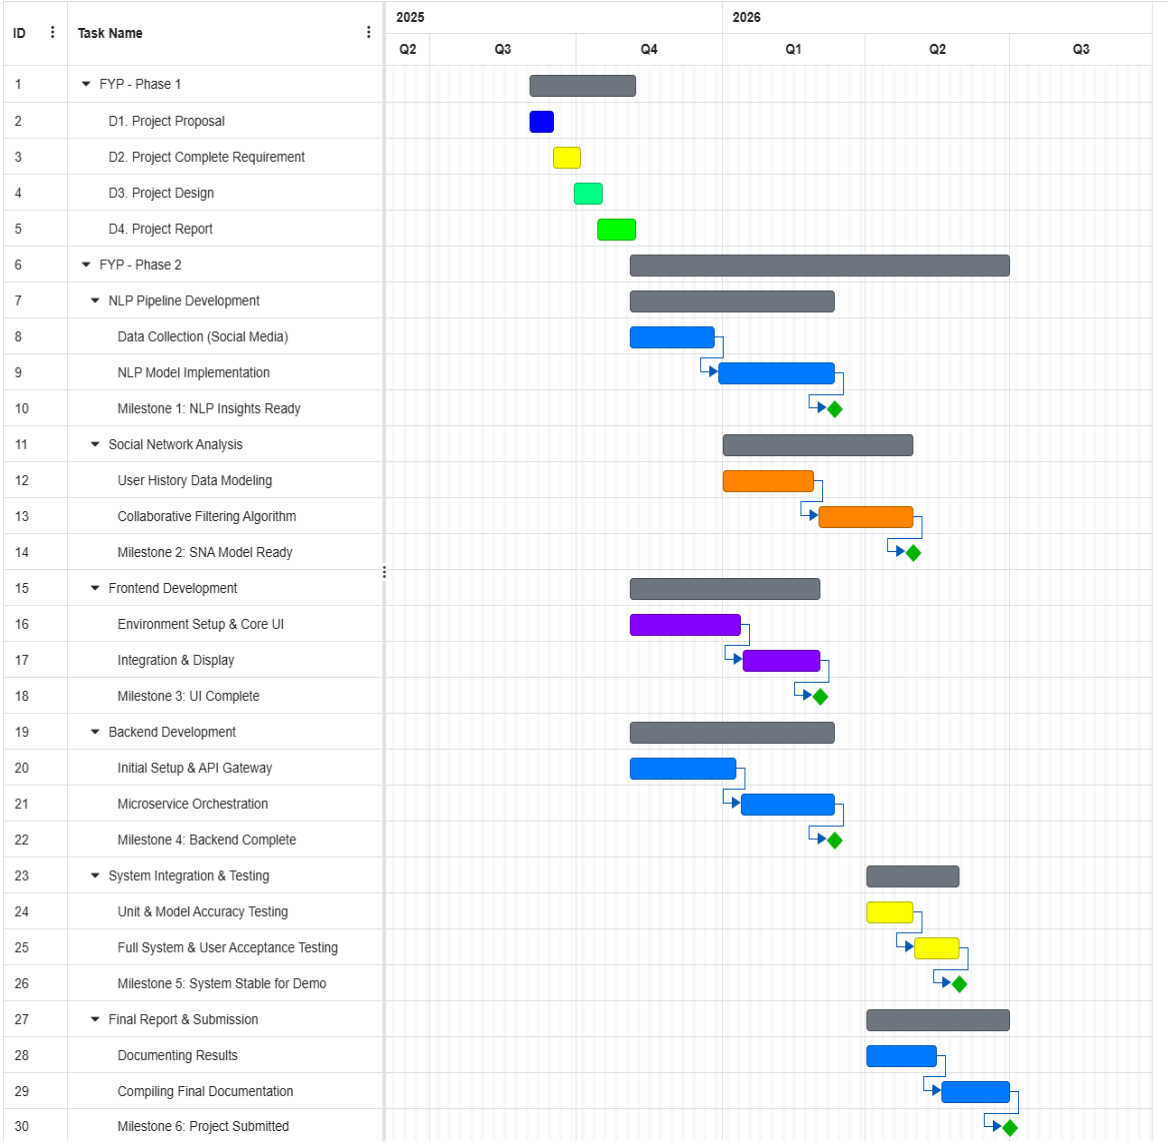 2025 2026
ID Task Name
Q2 Q3 Q4 Q1 Q2 Q3
1 FYP - Phase 1
2 D1. Project Proposal
3 D2. Project Complete Requirement
4 D3. Project Design
5 D4. Project Report
6 FYP - Phase 2
7 NLP Pipeline Development
8 Data Collection (Social Media)
9 NLP Model Implementation
10 Milestone 1: NLP Insights Ready
11 Social Network Analysis
12 User History Data Modeling
13 Collaborative Filtering Algorithm
14 Milestone 2: SNA Model Ready
15 Frontend Development
16 Environment Setup & Core UI
17 Integration & Display
18 Milestone 3: UI Complete
19 Backend Development
20 Initial Setup & API Gateway
21 Microservice Orchestration
22 Milestone 4: Backend Complete
23 System Integration & Testing
24 Unit & Model Accuracy Testing
25 Full System & User Acceptance Testing
26 Milestone 5: System Stable for Demo
27 Final Report & Submission
28 Documenting Results
29 Compiling Final Documentation
30 Milestone 6: Project Submitted